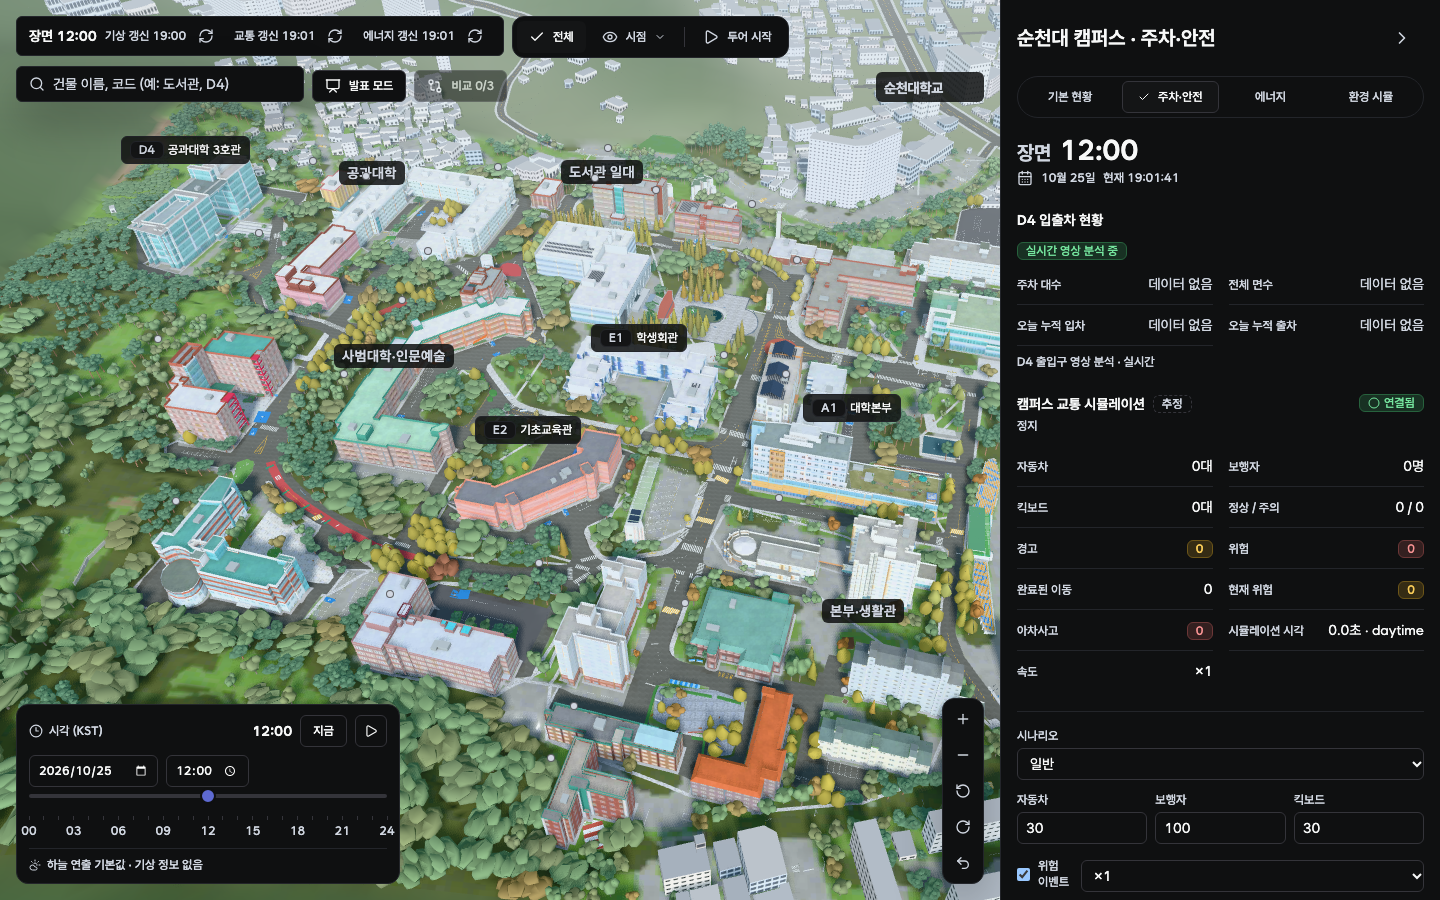 장면 12:00 기상 갱신 19:00 교통 갱신 19:01 에너지 갱신 19:01
전체 시점 투어 시작
건물 이름, 코드 (예: 도서관, D4)
발표 모드
비교 0/3
순천대학교
D4 공과대학 3호관
공과대학
도서관 일대
E1 학생회관
사범대학·인문예술
A1 대학본부
E2 기초교육관
본부·생활관
시각 (KST) 12:00 지금
2026/10/25 12:00
00 03 06 09 12 15 18 21 24
하늘 연출 기본값 · 기상 정보 없음
순천대 캠퍼스 · 주차·안전
기본 현황 주차·안전 에너지 환경 시뮬
장면 12:00
10월 25일 현재 19:01:41
D4 입출차 현황
실시간 영상 분석 중
주차 대수 데이터 없음 전체 면수 데이터 없음
오늘 누적 입차 데이터 없음 오늘 누적 출차 데이터 없음
D4 출입구 영상 분석 · 실시간
캠퍼스 교통 시뮬레이션 추정 연결됨
정지
자동차 0대 보행자 0명
킥보드 0대 정상 / 주의 0 / 0
경고 0 위험 0
완료된 이동 0 현재 위험 0
아차사고 0 시뮬레이션 시각 0.0초 · daytime
속도 ×1
시나리오
일반
자동차 보행자 킥보드
30 100 30
위험 이벤트 ×1